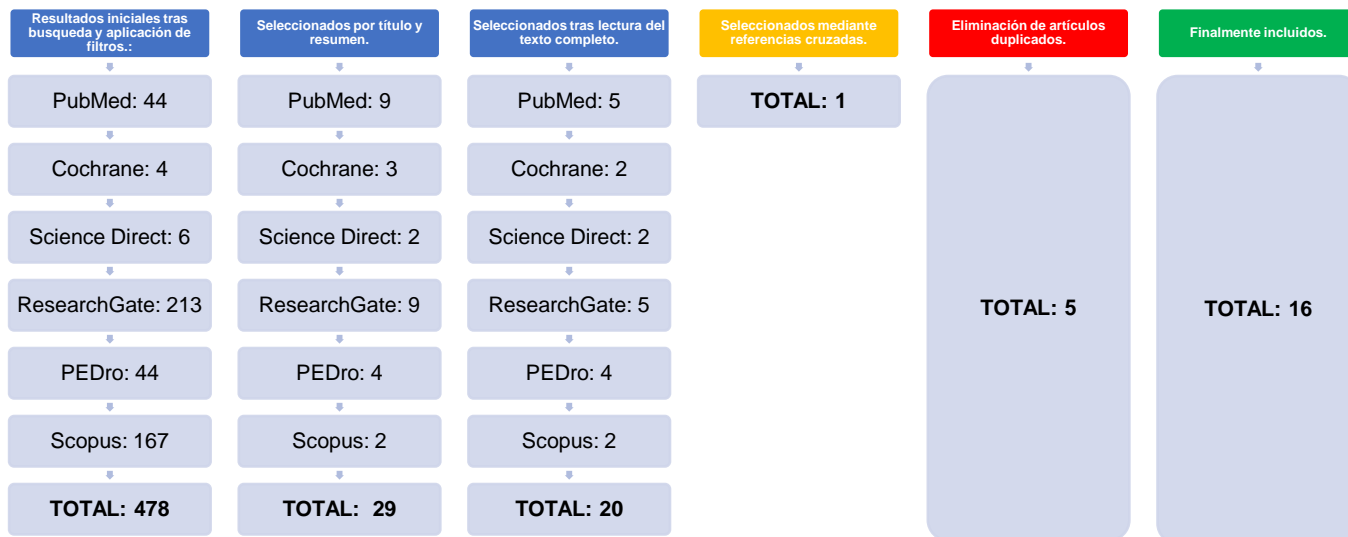 Resultados iniciales tras
busqueda y aplicación de
filtros.:
PubMed: 44
Cochrane: 4
Science Direct: 6
ResearchGate: 213
PEDro: 44
Scopus: 167
TOTAL: 478
Seleccionados por título y
resumen.
PubMed: 9
Cochrane: 3
Science Direct: 2
ResearchGate: 9
PEDro: 4
Scopus: 2
TOTAL: 29
Seleccionados tras lectura del
texto completo.
PubMed: 5
Cochrane: 2
Science Direct: 2
ResearchGate: 5
PEDro: 4
Scopus: 2
TOTAL: 20
Seleccionados mediante
referencias cruzadas.
TOTAL: 1
Eliminación de artículos
duplicados.
TOTAL: 5
Finalmente incluidos.
TOTAL: 16